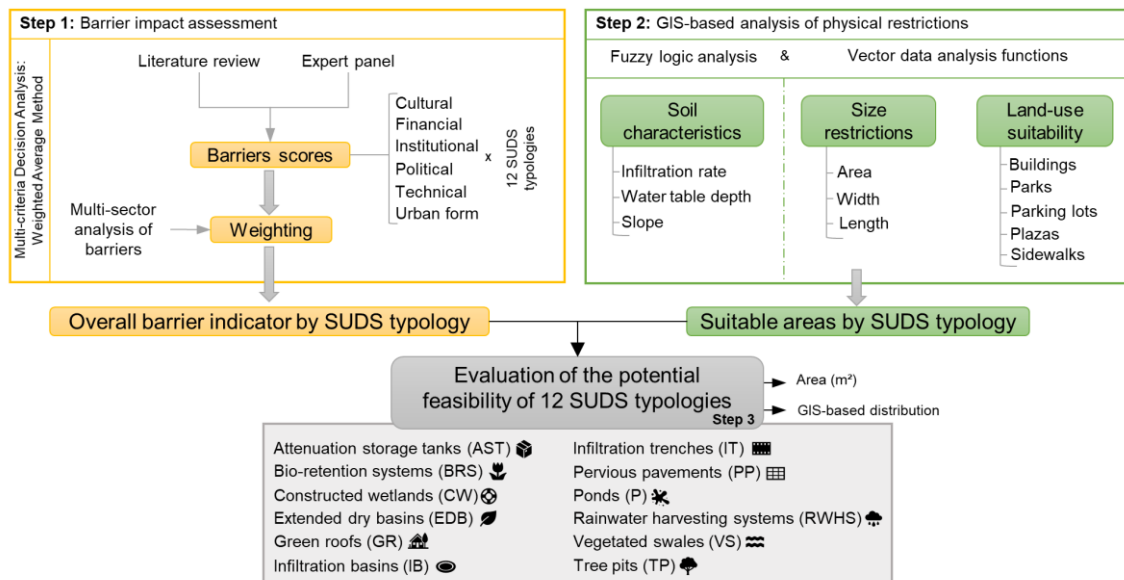 Step 1: Barrier impact assessment
Multi-criteria Decision Analysis:
Weighted Average Method
Literature review
Expert panel
Barriers scores
Cultural
Financial
Institutional
Political
Technical
Urban form
x
12 SUDS
typologies
Multi-sector
analysis of
barriers
Weighting
Step 2: GIS-based analysis of physical restrictions
Fuzzy logic analysis & Vector data analysis functions
Soil
characteristics
Infiltration rate
Water table depth
Slope
Size
restrictions
Area
Width
Length
Land-use
suitability
Buildings
Parks
Parking lots
Plazas
Sidewalks
Overall barrier indicator by SUDS typology
Suitable areas by SUDS typology
Evaluation of the potential
feasibility of 12 SUDS typologies
Step 3
Area (m²)
GIS-based distribution
Attenuation storage tanks (AST)
Bio-retention systems (BRS)
Constructed wetlands (CW)
Extended dry basins (EDB)
Green roofs (GR)
Infiltration basins (IB)
Infiltration trenches (IT)
Pervious pavements (PP)
Ponds (P)
Rainwater harvesting systems (RWHS)
Vegetated swales (VS)
Tree pits (TP)